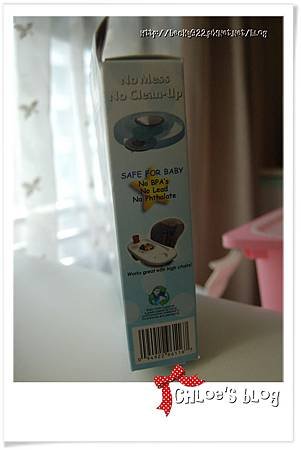 http://becky922.pixnet.net/blog
No Mess
No Clean-Up
SAFE FOR BABY
No BPA's
No Lead
No Phthalate
Works great with high chairs!
CHLOE'S BLOG